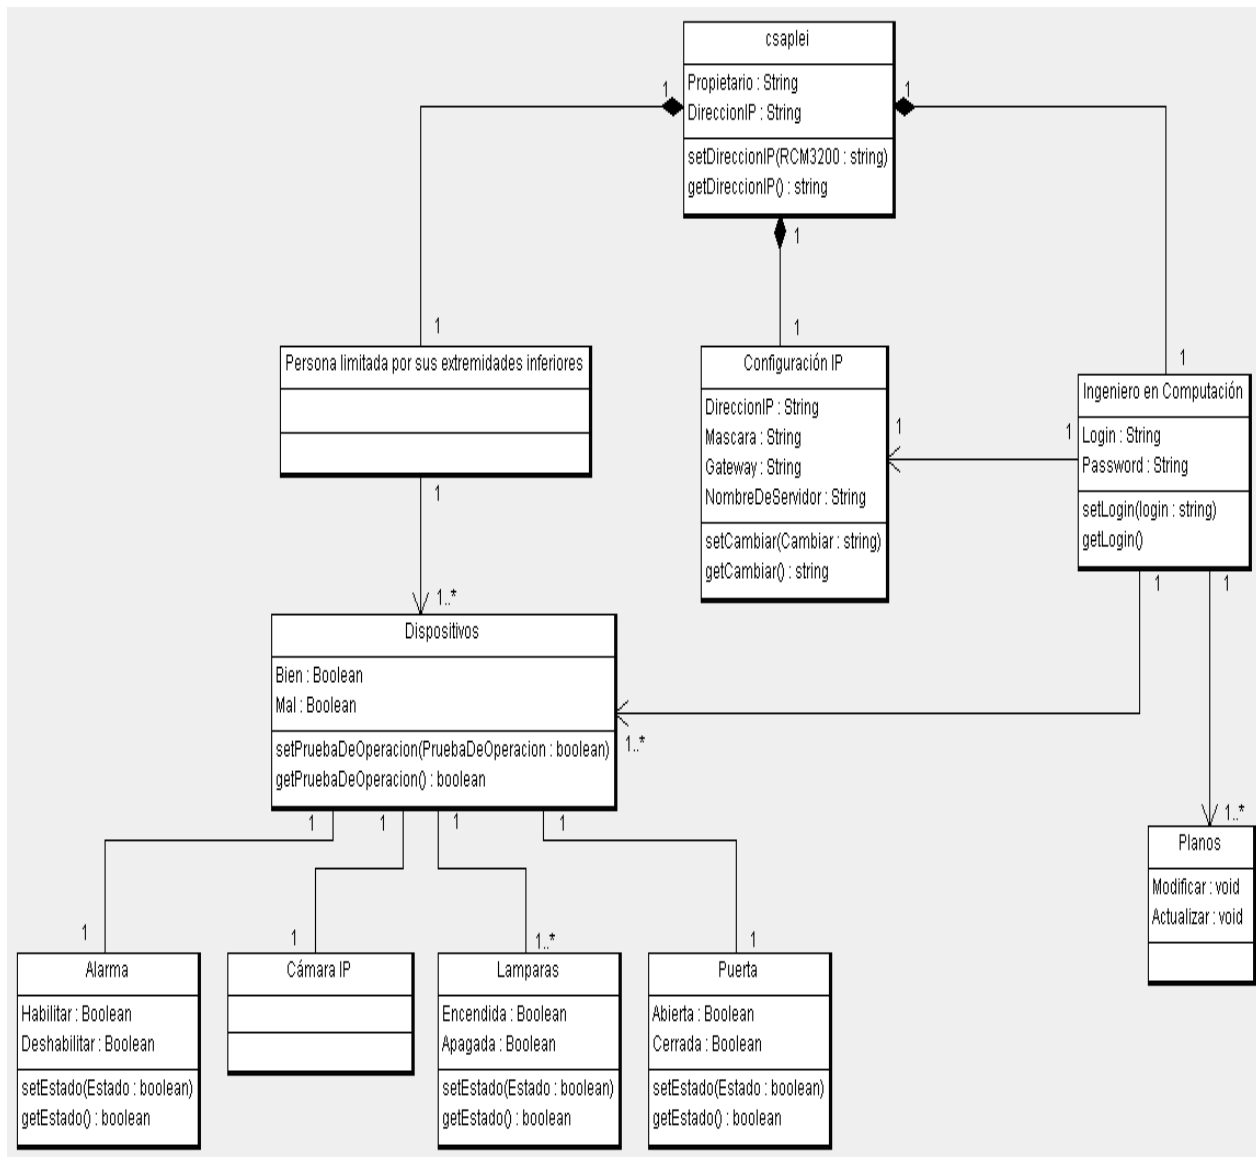 csaplei
Propietario : String
DireccionIP : String
setDireccionIP(RCM3200 : string)
getDireccionIP() : string
1
1
1
1
1
1
Persona limitada por sus extremidades inferiores
1
1..*
Configuración IP
DireccionIP : String
Mascara : String
Gateway : String
NombreDeServidor : String
setCambiar(Cambiar : string)
getCambiar() : string
1
1
Ingeniero en Computación
Login : String
Password : String
setLogin(login : string)
getLogin()
1
1
Dispositivos
Bien : Boolean
Mal : Boolean
setPruebaDeOperacion(PruebaDeOperacion : boolean)
getPruebaDeOperacion() : boolean
1..*
1..*
Planos
Modificar : void
Actualizar : void
1
1
1
1
1
1
1..*
1
Alarma
Habilitar : Boolean
Deshabilitar : Boolean
setEstado(Estado : boolean)
getEstado() : boolean
Cámara IP
Lamparas
Encendida : Boolean
Apagada : Boolean
setEstado(Estado : boolean)
getEstado() : boolean
Puerta
Abierta : Boolean
Cerrada : Boolean
setEstado(Estado : boolean)
getEstado() : boolean